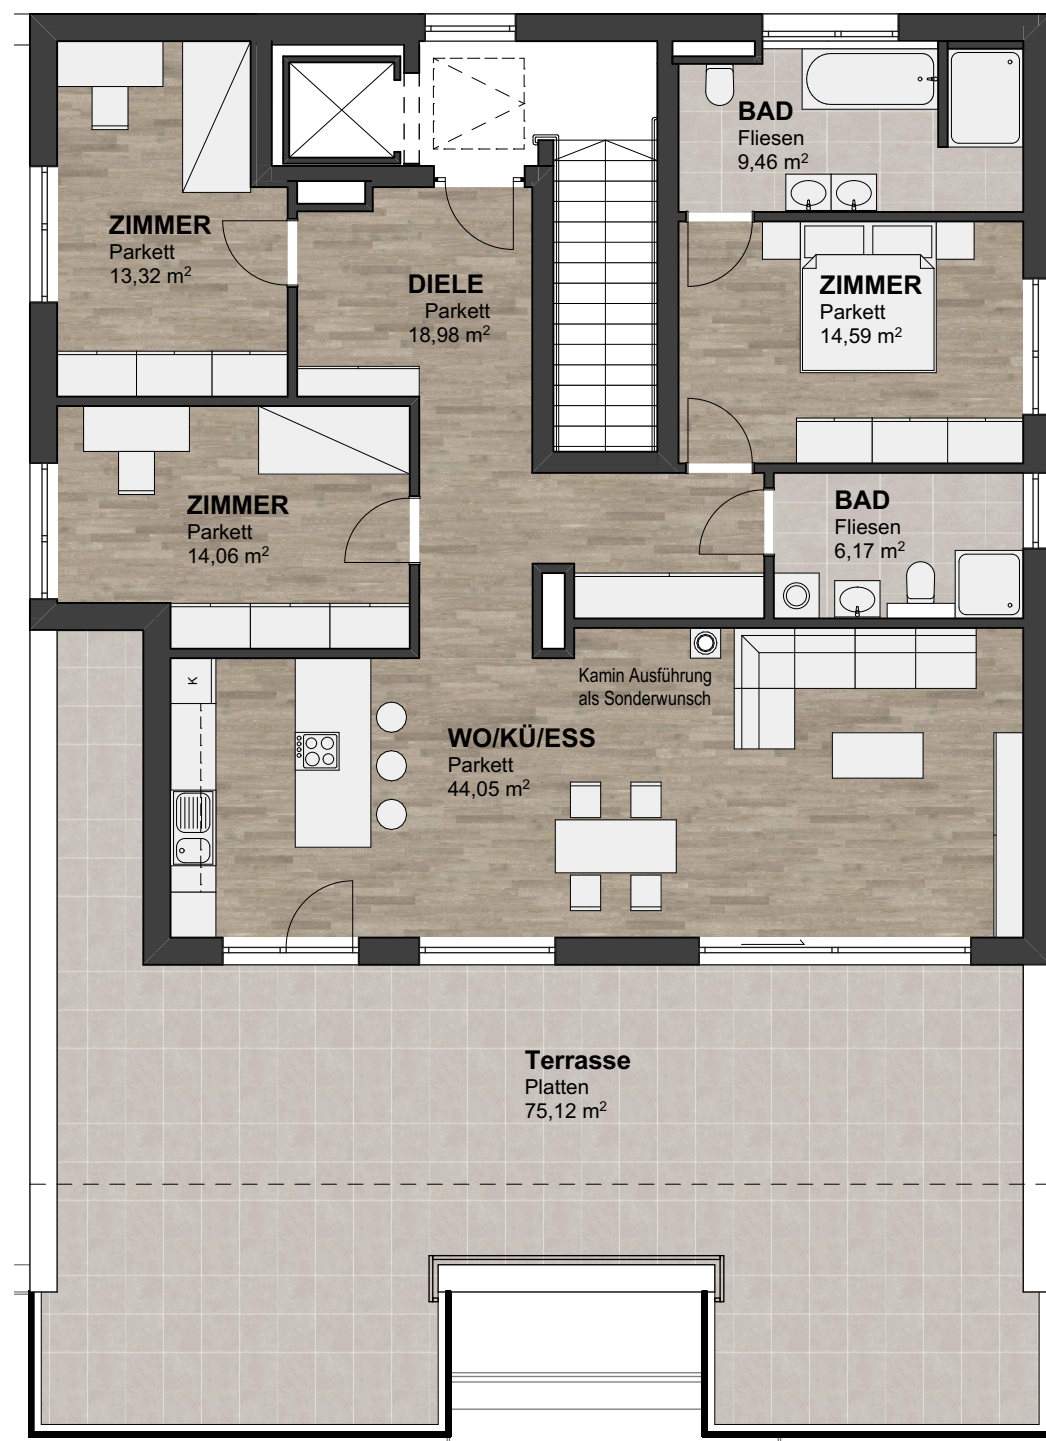 BAD
Fliesen
9,46 m²
ZIMMER
Parkett
13,32 m²
DIELE
Parkett
18,98 m²
ZIMMER
Parkett
14,59 m²
ZIMMER
Parkett
14,06 m²
BAD
Fliesen
6,17 m²
K
Kamin Ausführung
als Sonderwunsch
WO/KÜ/ESS
Parkett
44,05 m²
Terrasse
Platten
75,12 m²